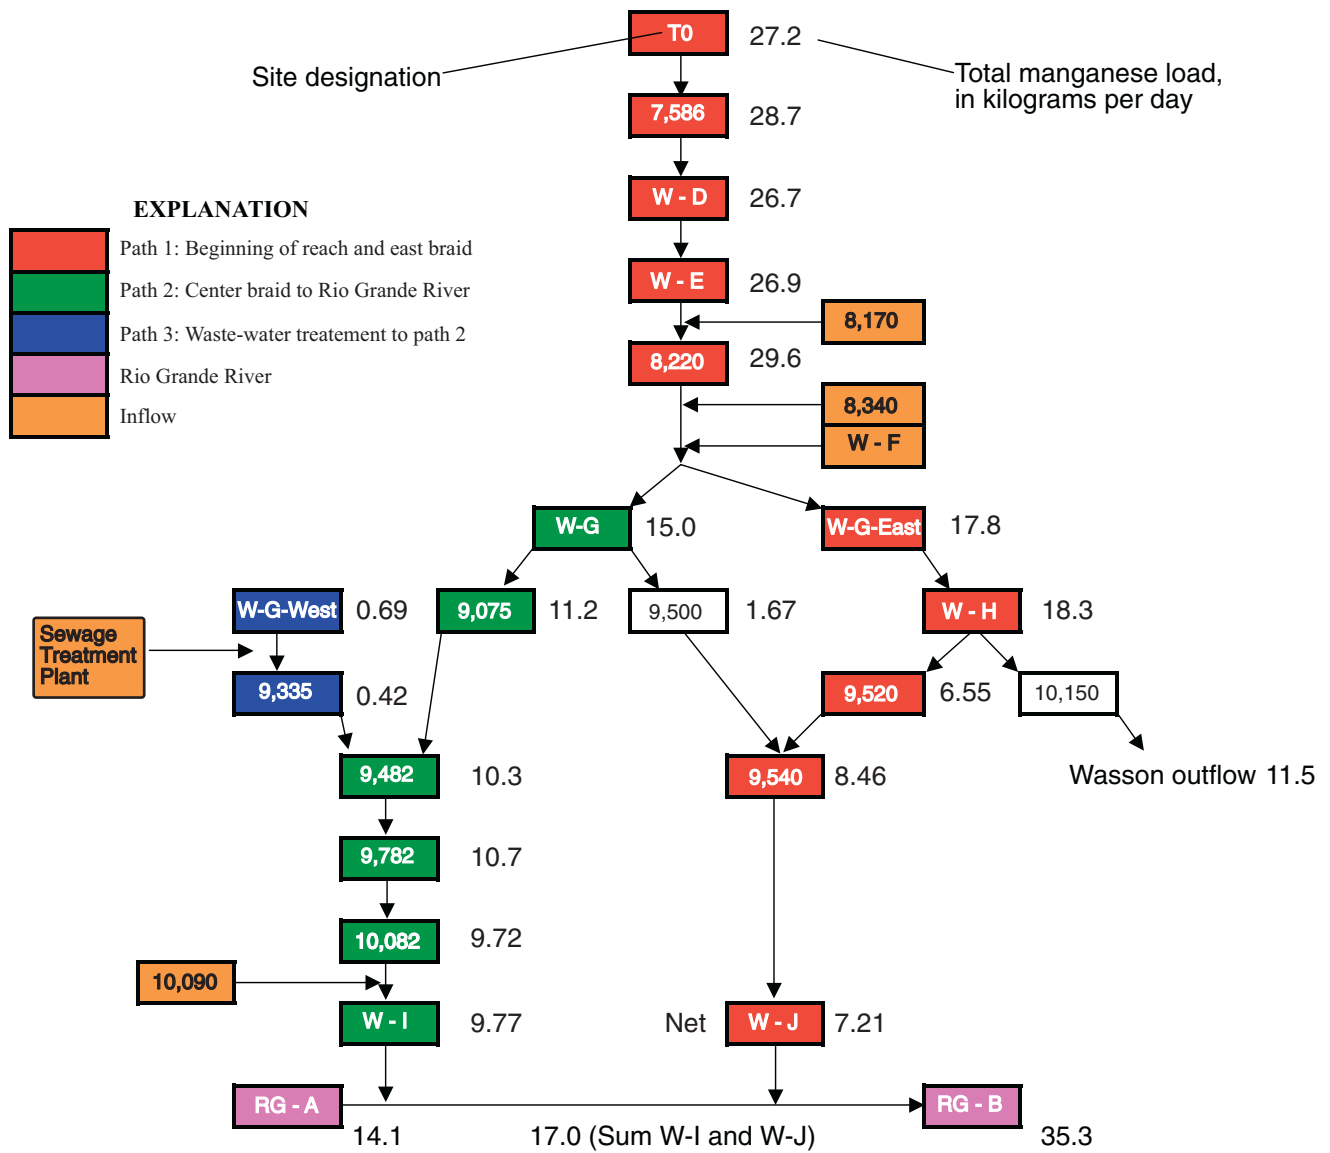 T0
27.2
Site designation
Total manganese load,
in kilograms per day
7,586
28.7
W - D
26.7
EXPLANATION
Path 1: Beginning of reach and east braid
Path 2: Center braid to Rio Grande River
Path 3: Waste-water treatement to path 2
Rio Grande River
Inflow
W - E
26.9
8,170
8,220
29.6
8,340
W - F
W-G
15.0
W-G-East
17.8
W-G-West
0.69
9,075
11.2
9,500
1.67
W - H
18.3
Sewage
Treatment
Plant
9,335
0.42
9,520
6.55
10,150
9,482
10.3
9,540
8.46
Wasson outflow 11.5
9,782
10.7
10,082
9.72
10,090
W - I
9.77
Net
W - J
7.21
RG - A
RG - B
14.1
17.0 (Sum W-I and W-J)
35.3